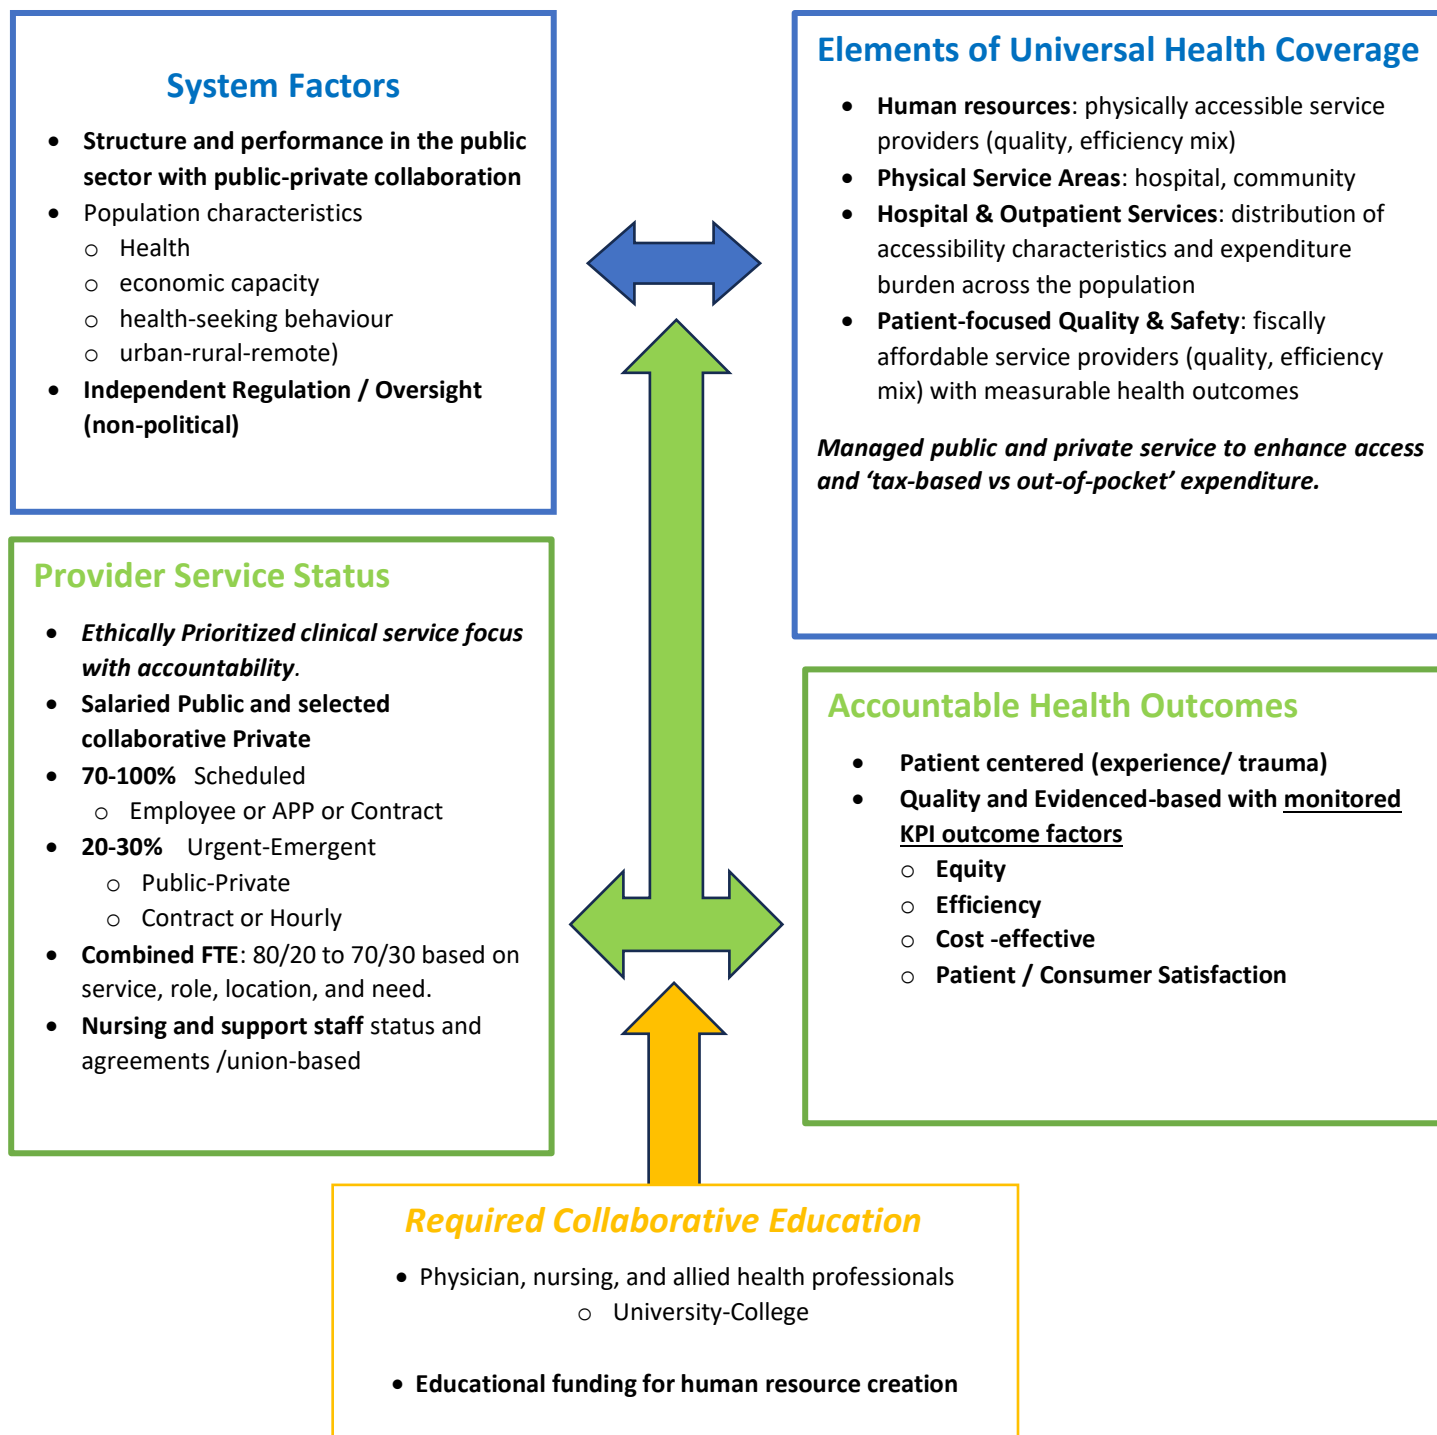 System Factors
• Structure and performance in the public
sector with public-private collaboration
• Population characteristics
o Health
o economic capacity
o health-seeking behaviour
o urban-rural-remote)
• Independent Regulation / Oversight
(non-political)
Elements of Universal Health Coverage
• Human resources: physically accessible service
providers (quality, efficiency mix)
• Physical Service Areas: hospital, community
• Hospital & Outpatient Services: distribution of
accessibility characteristics and expenditure
burden across the population
• Patient-focused Quality & Safety: fiscally
affordable service providers (quality, efficiency
mix) with measurable health outcomes
Managed public and private service to enhance access
and ‘tax-based vs out-of-pocket’ expenditure.
Provider Service Status
• Ethically Prioritized clinical service focus
with accountability.
• Salaried Public and selected
collaborative Private
• 70-100% Scheduled
o Employee or APP or Contract
• 20-30% Urgent-Emergent
o Public-Private
o Contract or Hourly
• Combined FTE: 80/20 to 70/30 based on
service, role, location, and need.
• Nursing and support staff status and
agreements /union-based
Accountable Health Outcomes
• Patient centered (experience/ trauma)
• Quality and Evidenced-based with monitored
KPI outcome factors
o Equity
o Efficiency
o Cost -effective
o Patient / Consumer Satisfaction
Required Collaborative Education
• Physician, nursing, and allied health professionals
o University-College
• Educational funding for human resource creation